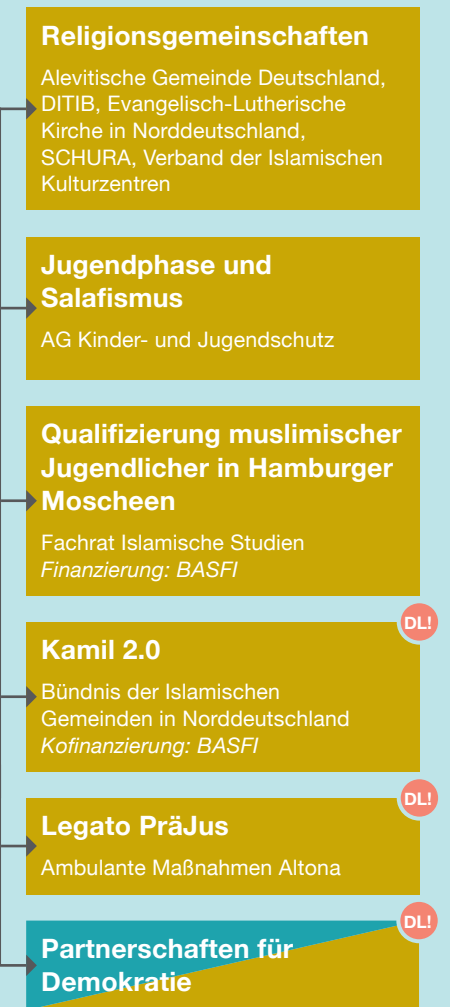 Religionsgemeinschaften
Alevitische Gemeinde Deutschland,
DITIB, Evangelisch-Lutherische
Kirche in Norddeutschland,
SCHURA, Verband der Islamischen
Kulturzentren
Jugendphase und
Salafismus
AG Kinder- und Jugendschutz
Qualifizierung muslimischer
Jugendlicher in Hamburger
Moscheen
Fachrat Islamische Studien
Finanzierung: BASFI
DL!
Kamil 2.0
Bündnis der Islamischen
Gemeinden in Norddeutschland
Kofinanzierung: BASFI
DL!
Legato PräJus
Ambulante Maßnahmen Altona
DL!
Partnerschaften für
Demokratie